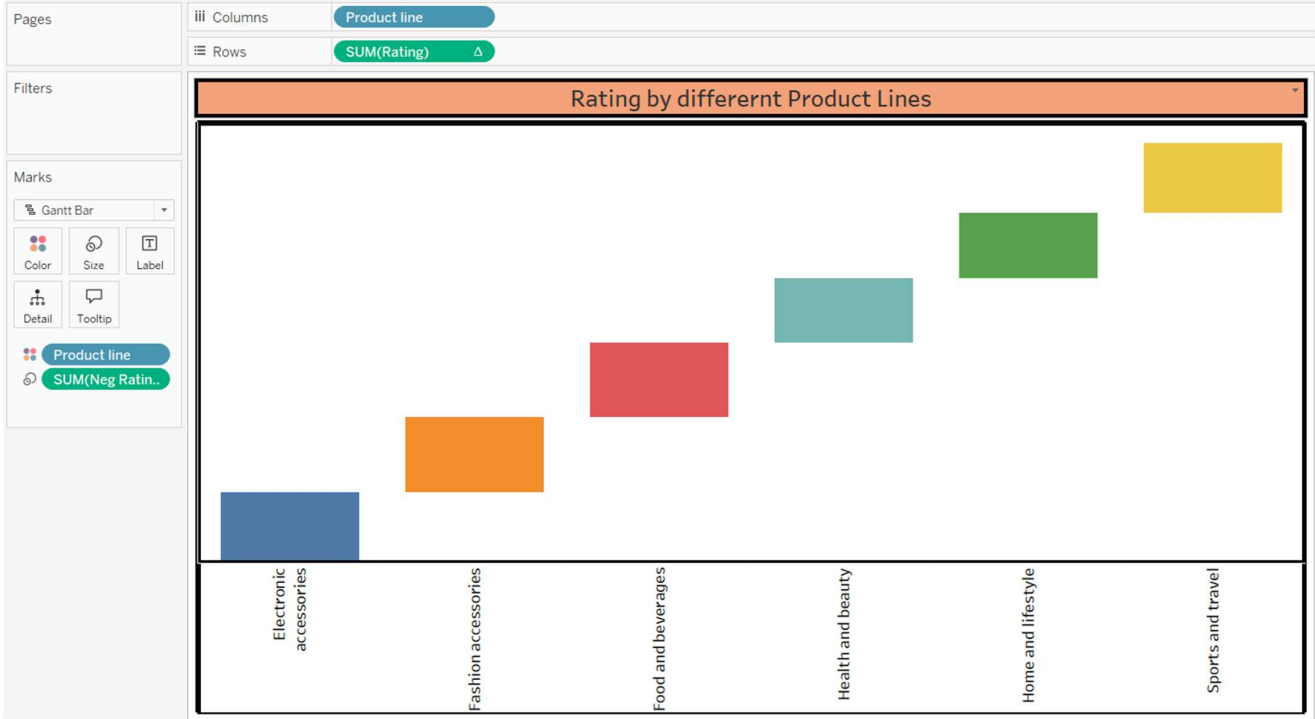 Pages
Columns
Product line
Rows
SUM(Rating) Δ
Filters
Rating by differernt Product Lines
Marks
Gantt Bar
Color
Size
T
Label
Detail
Tooltip
Product line
SUM(Neg Ratin..
Electronic
accessories
Fashion accessories
Food and beverages
Health and beauty
Home and lifestyle
Sports and travel